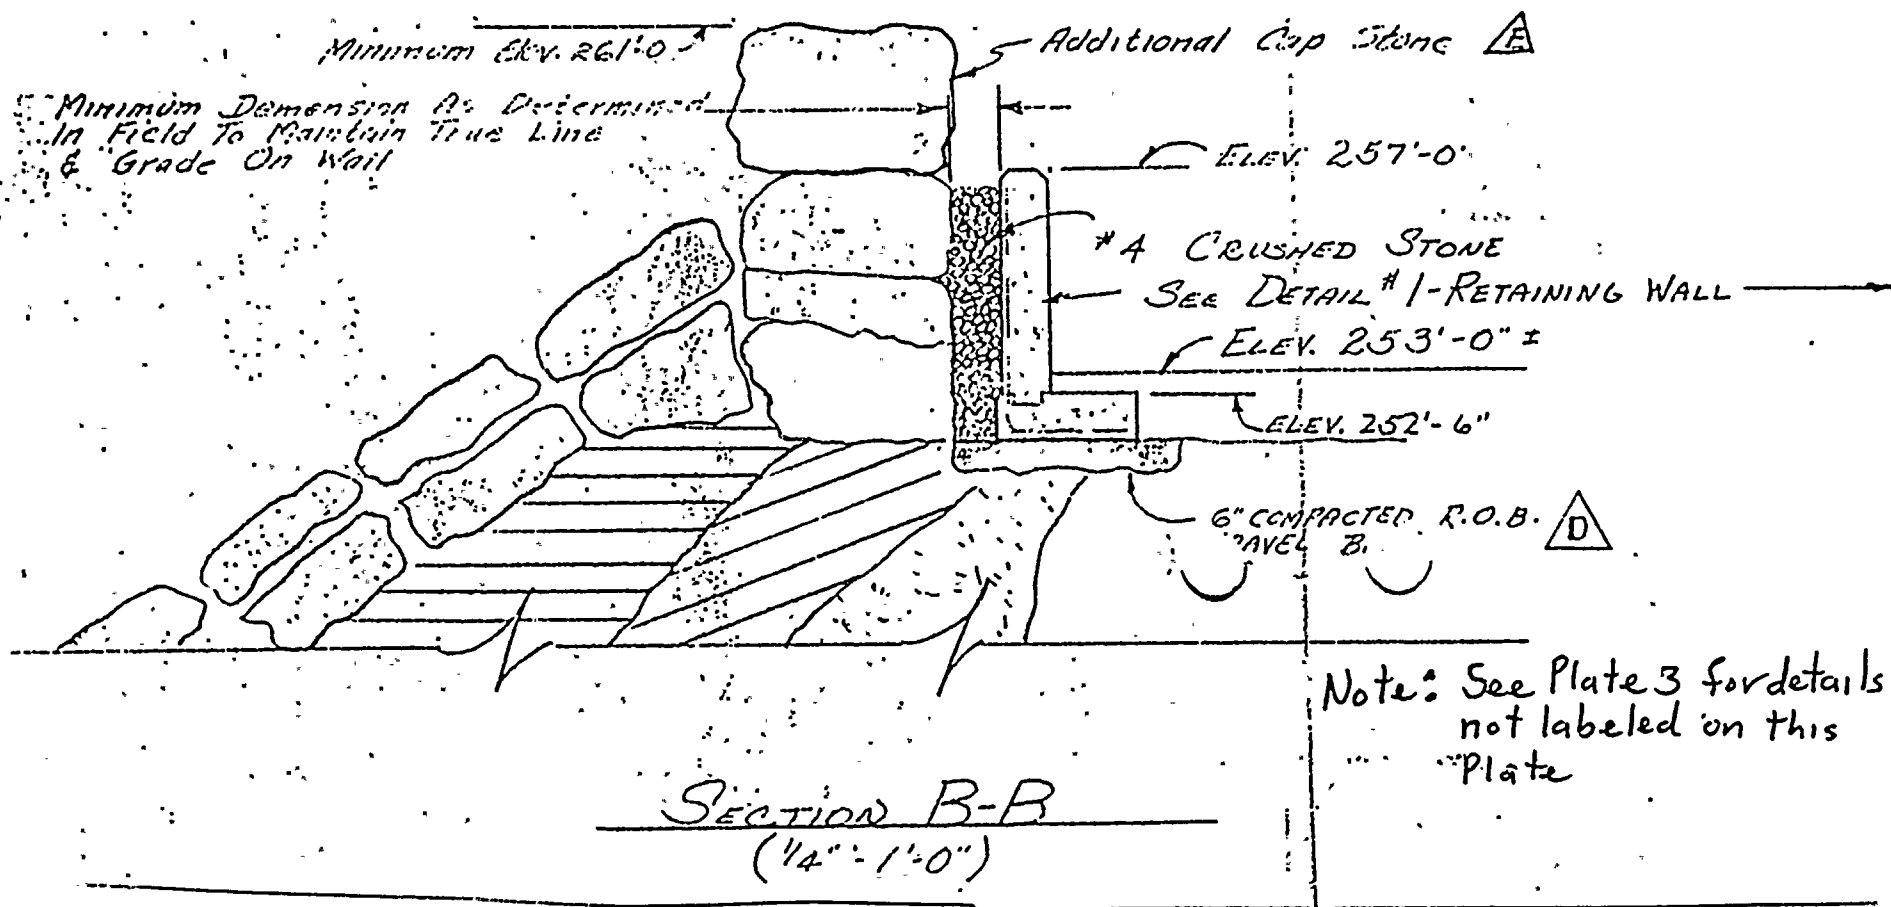 Minimum Elev. 261'-0
Additional Cap Stone E
Minimum Demension As Determined
In Field To Maintain True Line
& Grade On Wall
ELEV. 257'-0"
#4 CRUSHED STONE
SEE DETAIL #1-RETAINING WALL
ELEV. 253'-0" ±
ELEV. 252'-6"
6" COMPACTED R.O.B. D
B.
Note: See Plate 3 for details
not labeled on this
Plate
SECTION B-B
(1/4" - 1'-0")